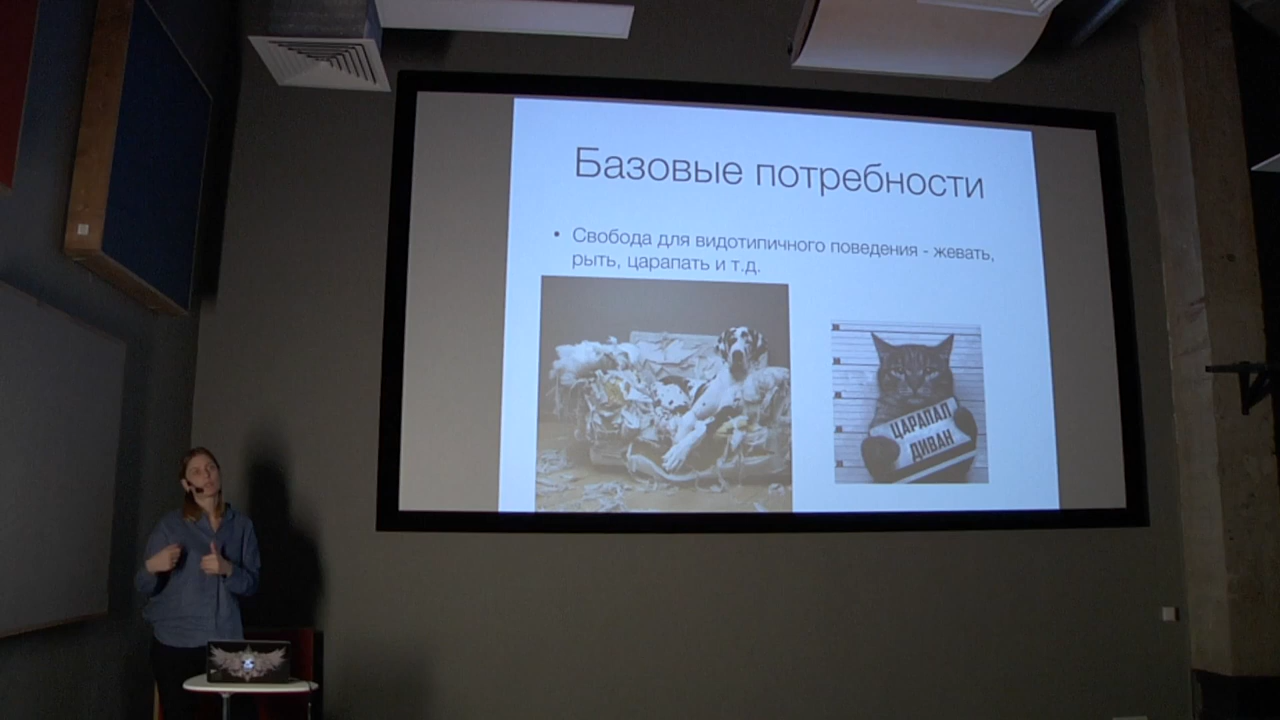 Базовые потребности
• Свобода для видотипичного поведения - жевать,
рыть, царапать и т.д.
ЦАРАПАЛ
ДИВАН